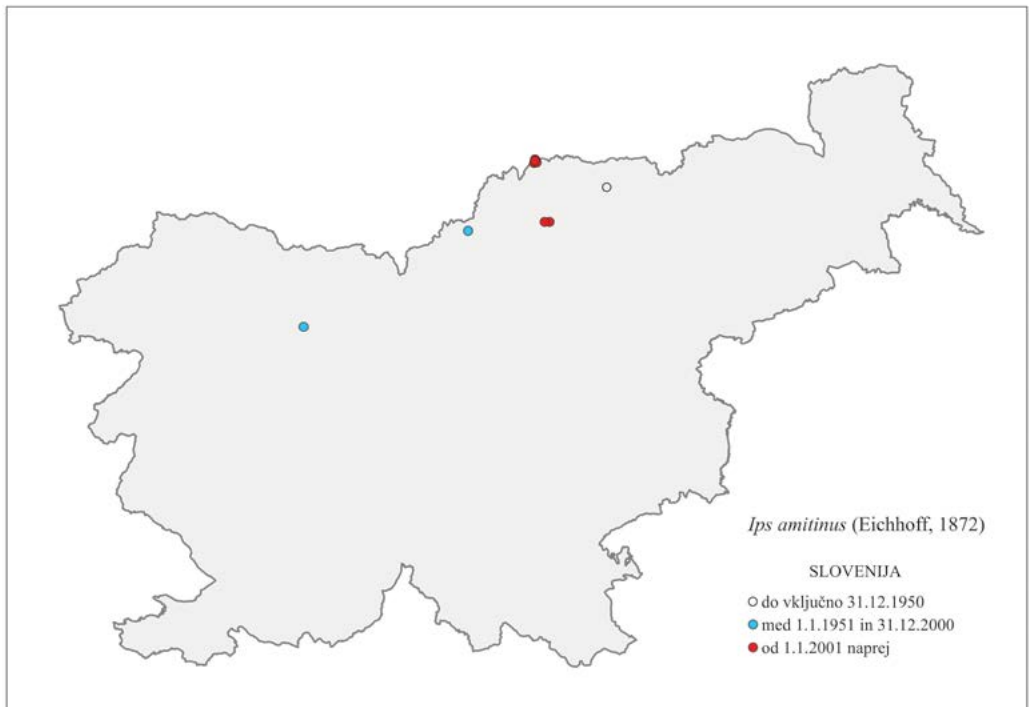 Ips amitinus (Eichhoff, 1872)
SLOVENIJA
do vključno 31.12.1950
med 1.1.1951 in 31.12.2000
od 1.1.2001 naprej